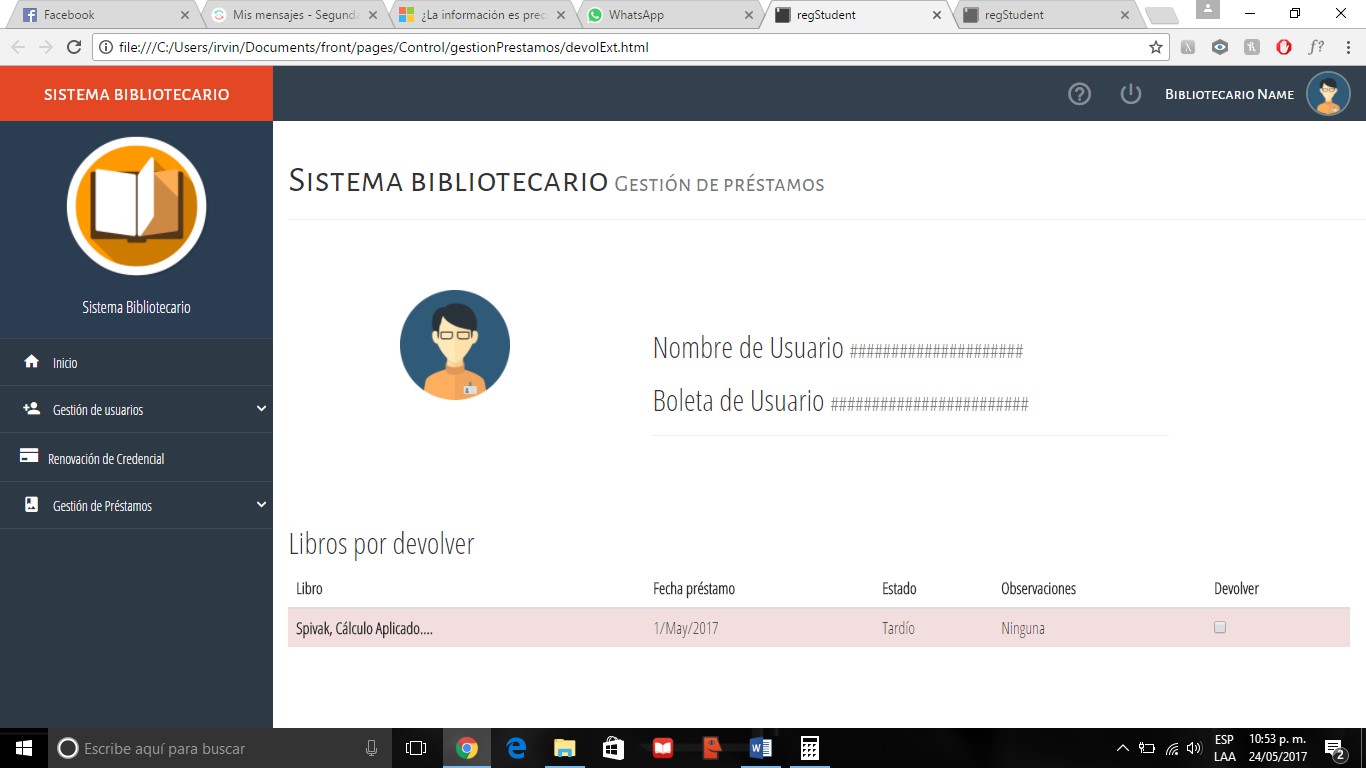 Facebook
Mis mensajes - Segund
¿La información es prec
WhatsApp
regStudent
regStudent
file:///C:/Users/irvin/Documents/front/pages/Control/gestionPrestamos/devolExt.html
f?
SISTEMA BIBLIOTECARIO
Bibliotecario Name
Sistema Bibliotecario
Inicio
Gestión de usuarios
Renovación de Credencial
Gestión de Préstamos
Sistema bibliotecario Gestión de préstamos
Nombre de Usuario #####################
Boleta de Usuario ########################
Libros por devolver
Libro Fecha préstamo Estado Observaciones Devolver
Spivak, Cálculo Aplicado.... 1/May/2017 Tardío Ninguna
Escribe aquí para buscar
ESP
LAA
10:53 p. m.
24/05/2017
2